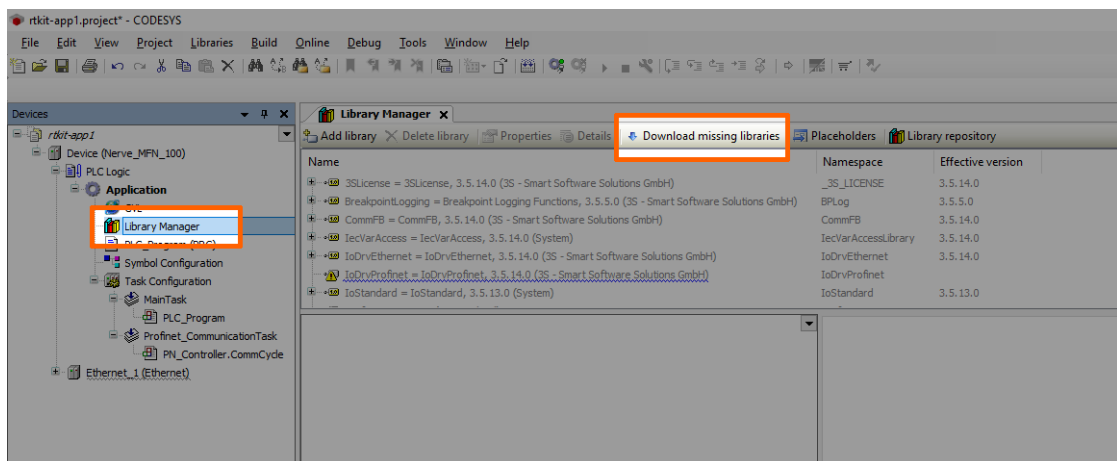 rtkit-app1.project* - CODESYS
File Edit View Project Libraries Build Online Debug Tools Window Help
Devices
Library Manager
rtkit-app1
Device (Nerve_MFN_100)
PLC Logic
Application
GVL
Library Manager
PLC_Program (PRG)
Symbol Configuration
Task Configuration
MainTask
PLC_Program
Profinet_CommunicationTask
PN_Controller.CommCycle
Ethernet_1 (Ethernet)
Add library Delete library Properties Details Download missing libraries Placeholders Library repository
Name Namespace Effective version
3SLicense = 3SLicense, 3.5.14.0 (3S - Smart Software Solutions GmbH) _3S_LICENSE 3.5.14.0
BreakpointLogging = Breakpoint Logging Functions, 3.5.5.0 (3S - Smart Software Solutions GmbH) BPLog 3.5.5.0
CommFB = CommFB, 3.5.14.0 (3S - Smart Software Solutions GmbH) CommFB 3.5.14.0
IecVarAccess = IecVarAccess, 3.5.14.0 (System) IecVarAccessLibrary 3.5.14.0
IoDrvEthernet = IoDrvEthernet, 3.5.14.0 (3S - Smart Software Solutions GmbH) IoDrvEthernet 3.5.14.0
IoDrvProfinet = IoDrvProfinet, 3.5.14.0 (3S - Smart Software Solutions GmbH) IoDrvProfinet
IoStandard = IoStandard, 3.5.13.0 (System) IoStandard 3.5.13.0